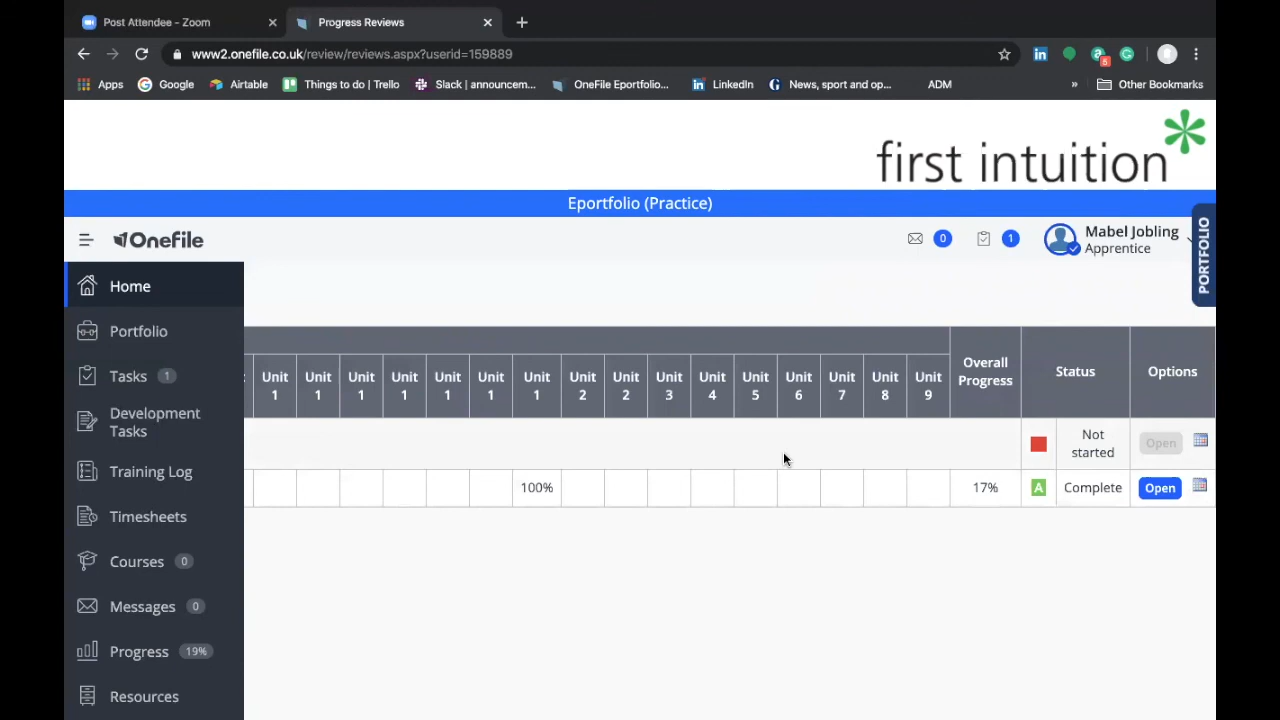 Post Attendee - Zoom
Progress Reviews
www2.onefile.co.uk/review/reviews.aspx?userid=159889
8
Apps
Google
Airtable
Things to do | Trello
Slack | announcem...
OneFile Eportfolio...
LinkedIn
News, sport and op...
ADM
»
Other Bookmarks
first intuition
Eportfolio (Practice)
Onefile
0
1
Mabel Jobling
Apprentice
PORTFOLIO
Home
Portfolio
Tasks 1
Development
Tasks
Training Log
Timesheets
Courses 0
Messages 0
Progress 19%
Resources
Unit 1
Unit 1
Unit 1
Unit 1
Unit 1
Unit 1
Unit 1
Unit 2
Unit 2
Unit 3
Unit 4
Unit 5
Unit 6
Unit 7
Unit 8
Unit 9
Overall Progress
Status
Options
Not started
Open
100%
17%
A
Complete
Open